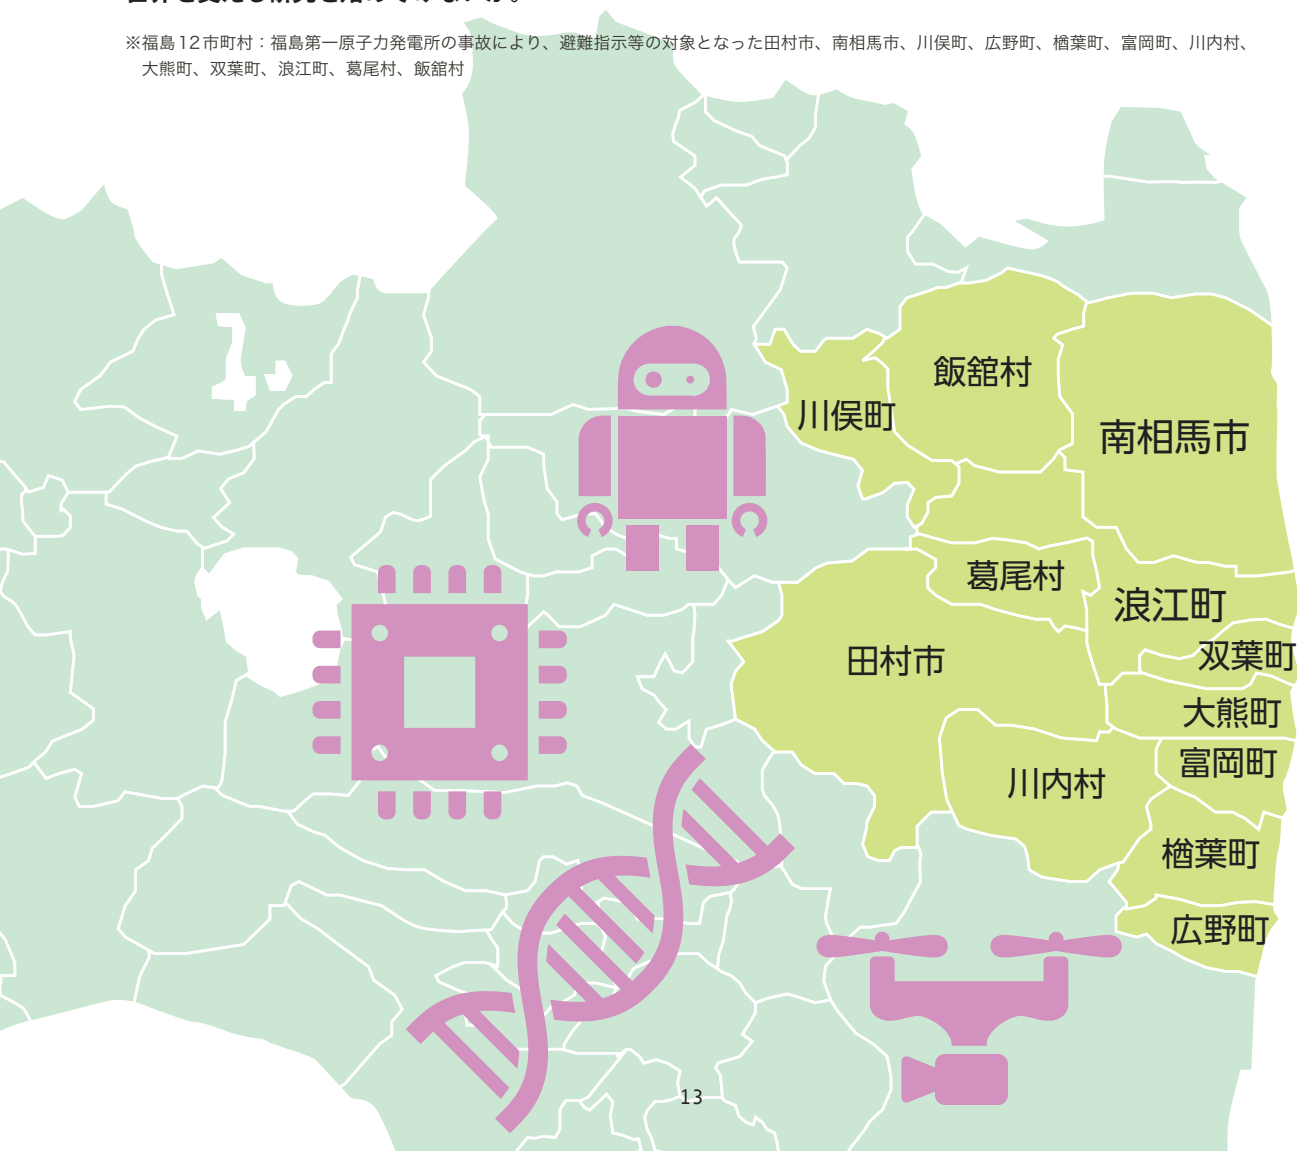 ※福島12市町村：福島第一原子力発電所の事故により、避難指示等の対象となった田村市、南相馬市、川俣町、広野町、楢葉町、富岡町、川内村、
大熊町、双葉町、浪江町、葛尾村、飯舘村
飯舘村
川俣町
南相馬市
葛尾村
浪江町
双葉町
田村市
大熊町
富岡町
川内村
楢葉町
広野町
13